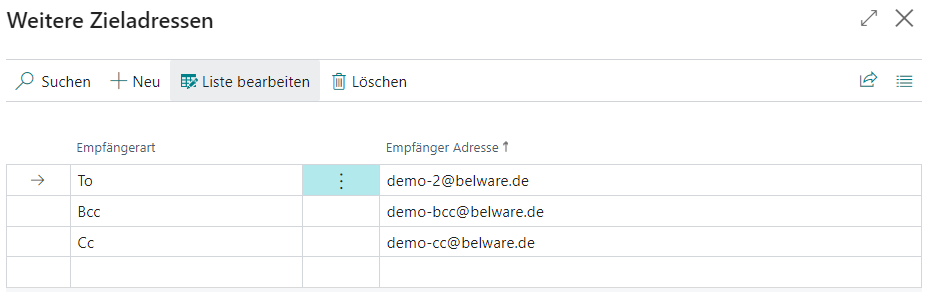 Weitere Zieladressen
Suchen Neu Liste bearbeiten Löschen
Empfängerart Empfänger Adresse ↑
To demo-2@belware.de
Bcc demo-bcc@belware.de
Cc demo-cc@belware.de